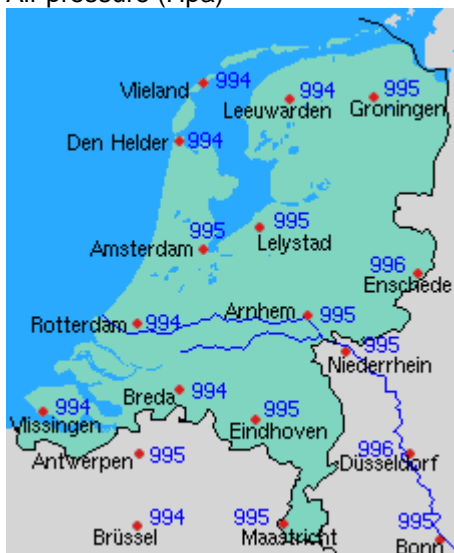 Air pressure (Hpa)
Vlieland 994
994
Leeuwarden
995
Groningen
Den Helder 994
995
Amsterdam
995
Lelystad
996
Enschede
Rotterdam 994
Arnhem 995
995
Niederrhein
Breda 994
994
Vlissingen
995
Eindhoven
Antwerpen 995
996
Düsseldorf
994
Brüssel
995
Maastricht
995
Bonn